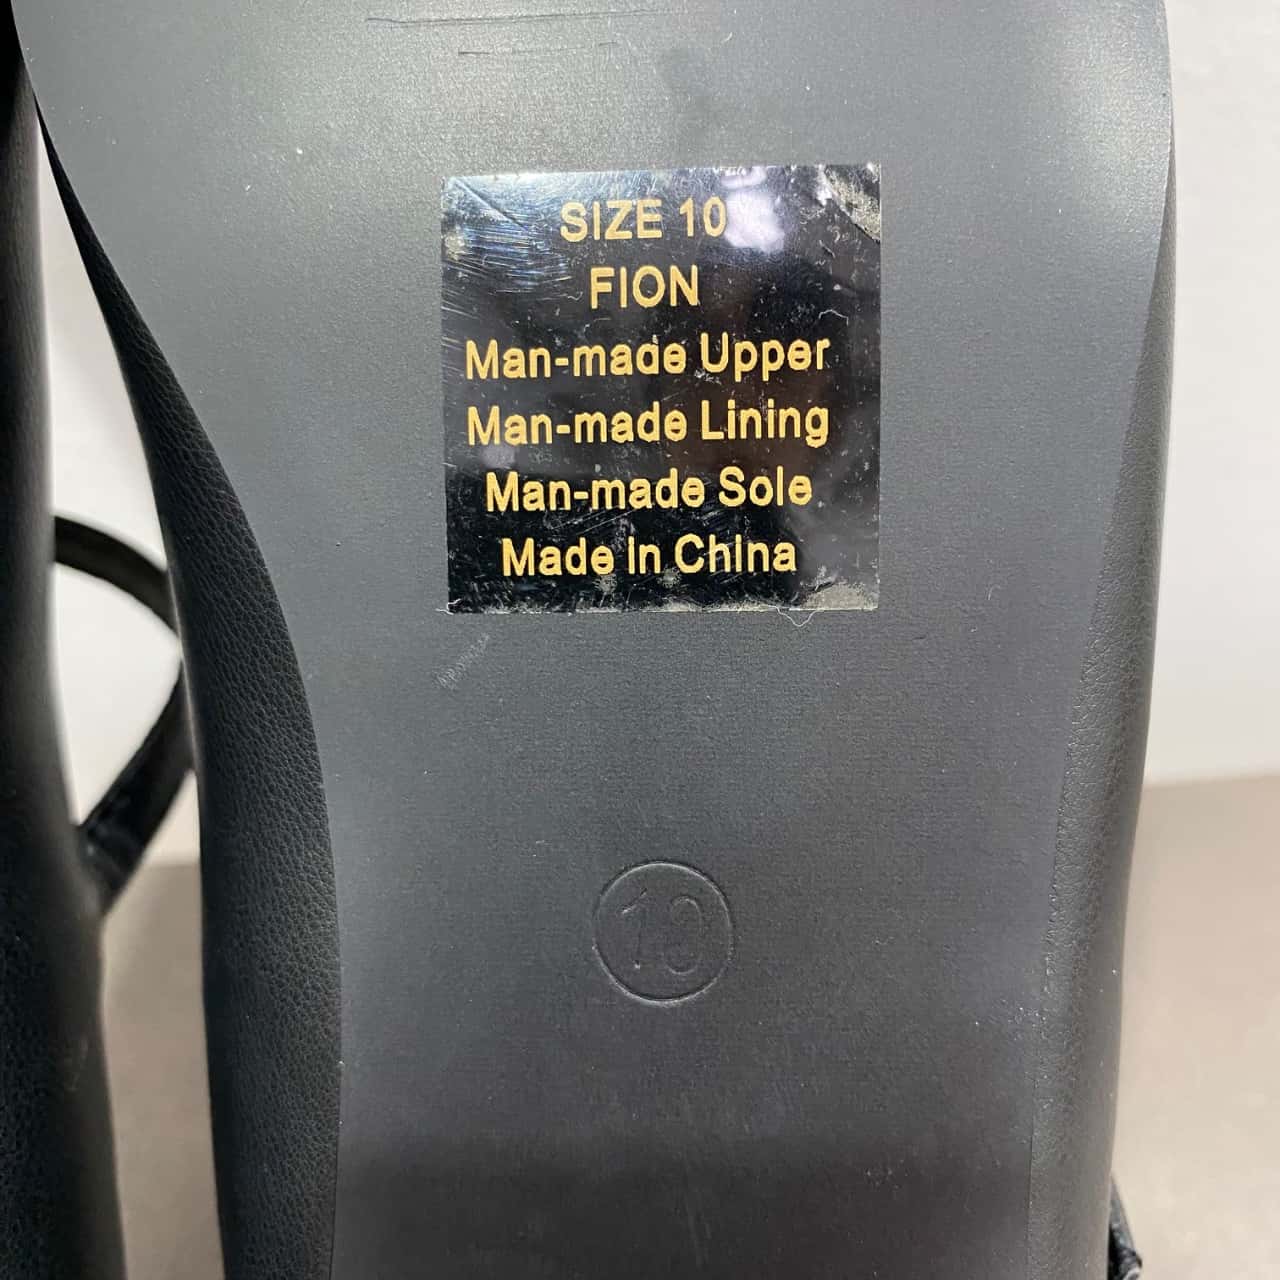 SIZE 10
FION
Man-made Upper
Man-made Lining
Man-made Sole
Made in China
10